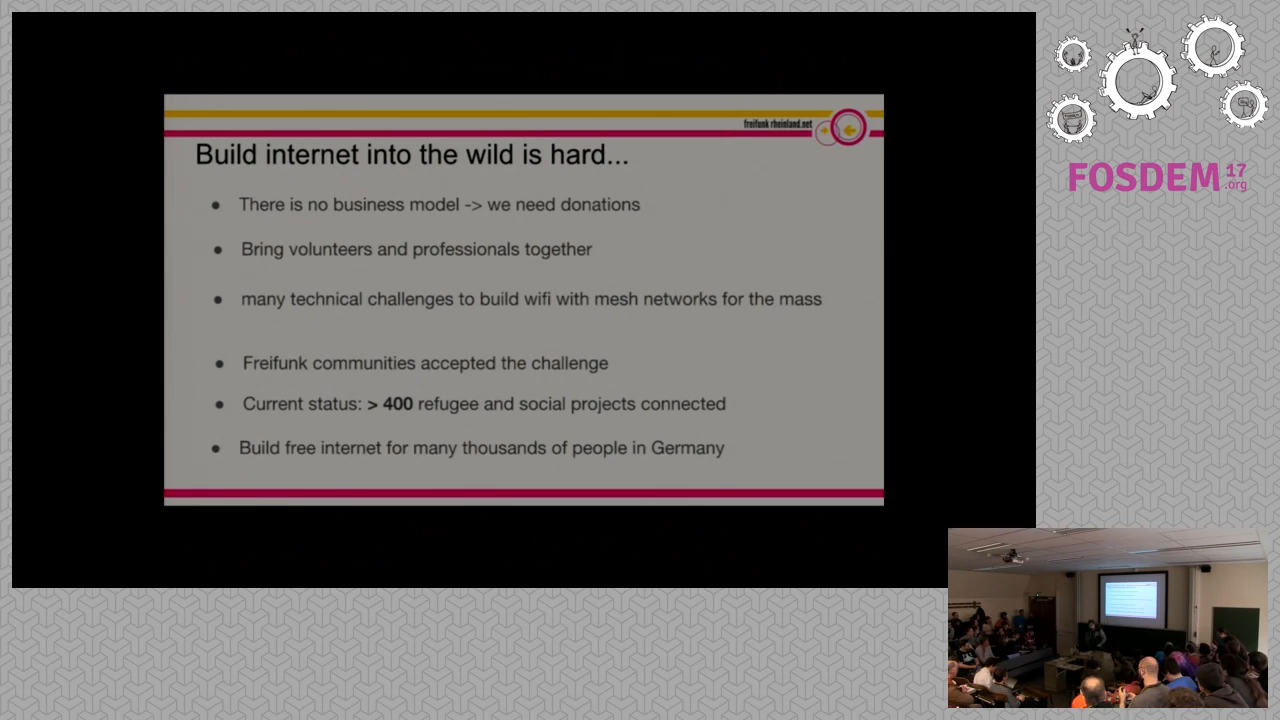 freifunk rheinland.net
Build internet into the wild is hard...
There is no business model -> we need donations
Bring volunteers and professionals together
many technical challenges to build wifi with mesh networks for the mass
Freifunk communities accepted the challenge
Current status: > 400 refugee and social projects connected
Build free internet for many thousands of people in Germany
FOSDEM 17
.org